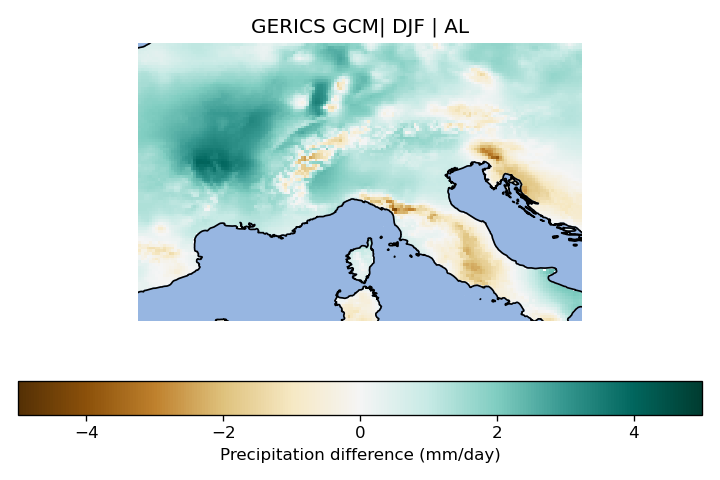 GERICS GCM| DJF | AL
−4 −2 0 2 4
Precipitation difference (mm/day)